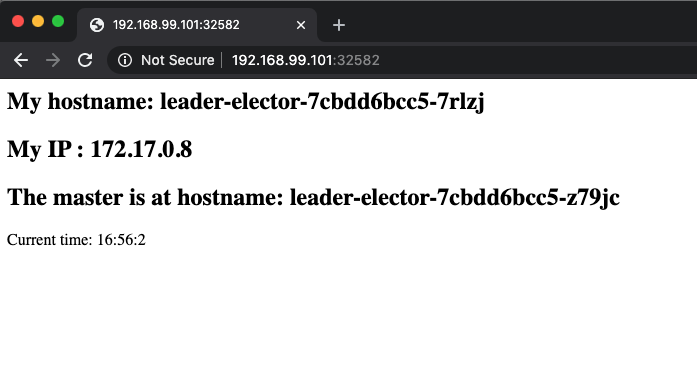 192.168.99.101:32582
Not Secure 192.168.99.101:32582
My hostname: leader-elector-7cbdd6bcc5-7rlzj
My IP : 172.17.0.8
The master is at hostname: leader-elector-7cbdd6bcc5-z79jc
Current time: 16:56:2